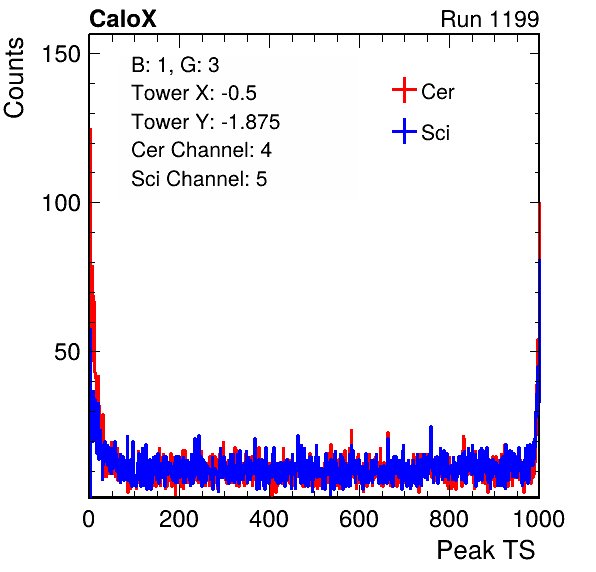 CaloX Run 1199
Counts
150
100
50
B: 1, G: 3
Tower X: -0.5
Tower Y: -1.875
Cer Channel: 4
Sci Channel: 5
Cer
Sci
0 200 400 600 800 1000
Peak TS